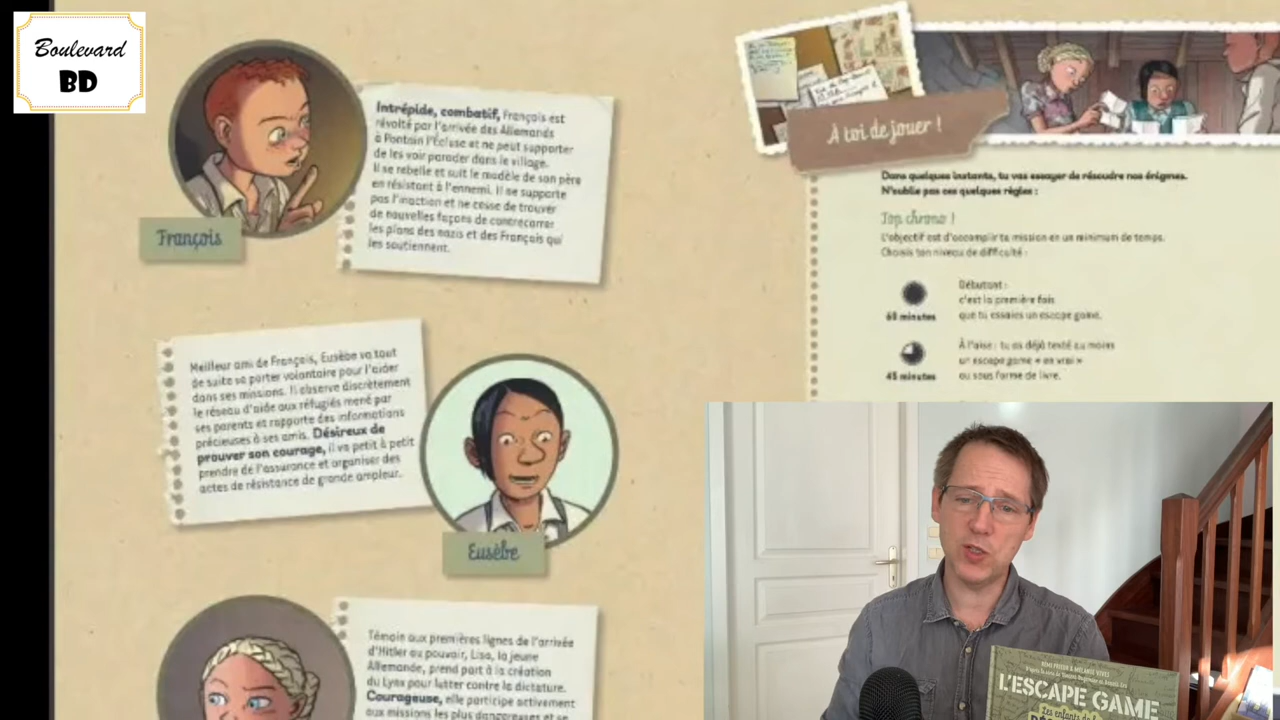 Boulevard
BD
Intrépide, combatif, François est
révolté par l'arrivée des Allemands
à Pontain l'Écluse et ne peut supporter
de les voir parader dans le village.
Il se rebelle et suit le modèle de son père
en résistant à l'ennemi. Il ne supporte
pas l'inaction et ne cesse de trouver
de nouvelles façons de contrecarrer
les plans des nazis et des Français qui
les soutiennent.
François
Meilleur ami de François, Eusèbe va tout
de suite se porter volontaire pour l'aider
dans ses missions. Il observe discrètement
le réseau d'aide aux réfugiés mené par
ses parents et rapporte des informations
précieuses à ses amis. Désireux de
prouver son courage, il va petit à petit
prendre de l'assurance et organiser des
actes de résistance de grande ampleur.
Eusèbe
Témoin aux premières lignes de l'arrivée
d'Hitler au pouvoir, Lisa, la jeune
Allemande, prend part à la création
du Lynx pour lutter contre la dictature.
Courageuse, elle participe activement
aux missions les plus dangereuses et se
À toi de jouer !
Dans quelques instants, tu vas essayer de résoudre nos énigmes.
N'oublie pas ces quelques règles :
Top chrono !
L'objectif est d'accomplir ta mission en un minimum de temps.
Choisis ton niveau de difficulté :
Débutant :
c'est la première fois
que tu essaies un escape game.
60 minutes
À l'aise : tu as déjà tenté au moins
un escape game « en vrai »
ou sous forme de livre.
45 minutes
L'ESCAPE GAME
Les enfants de la